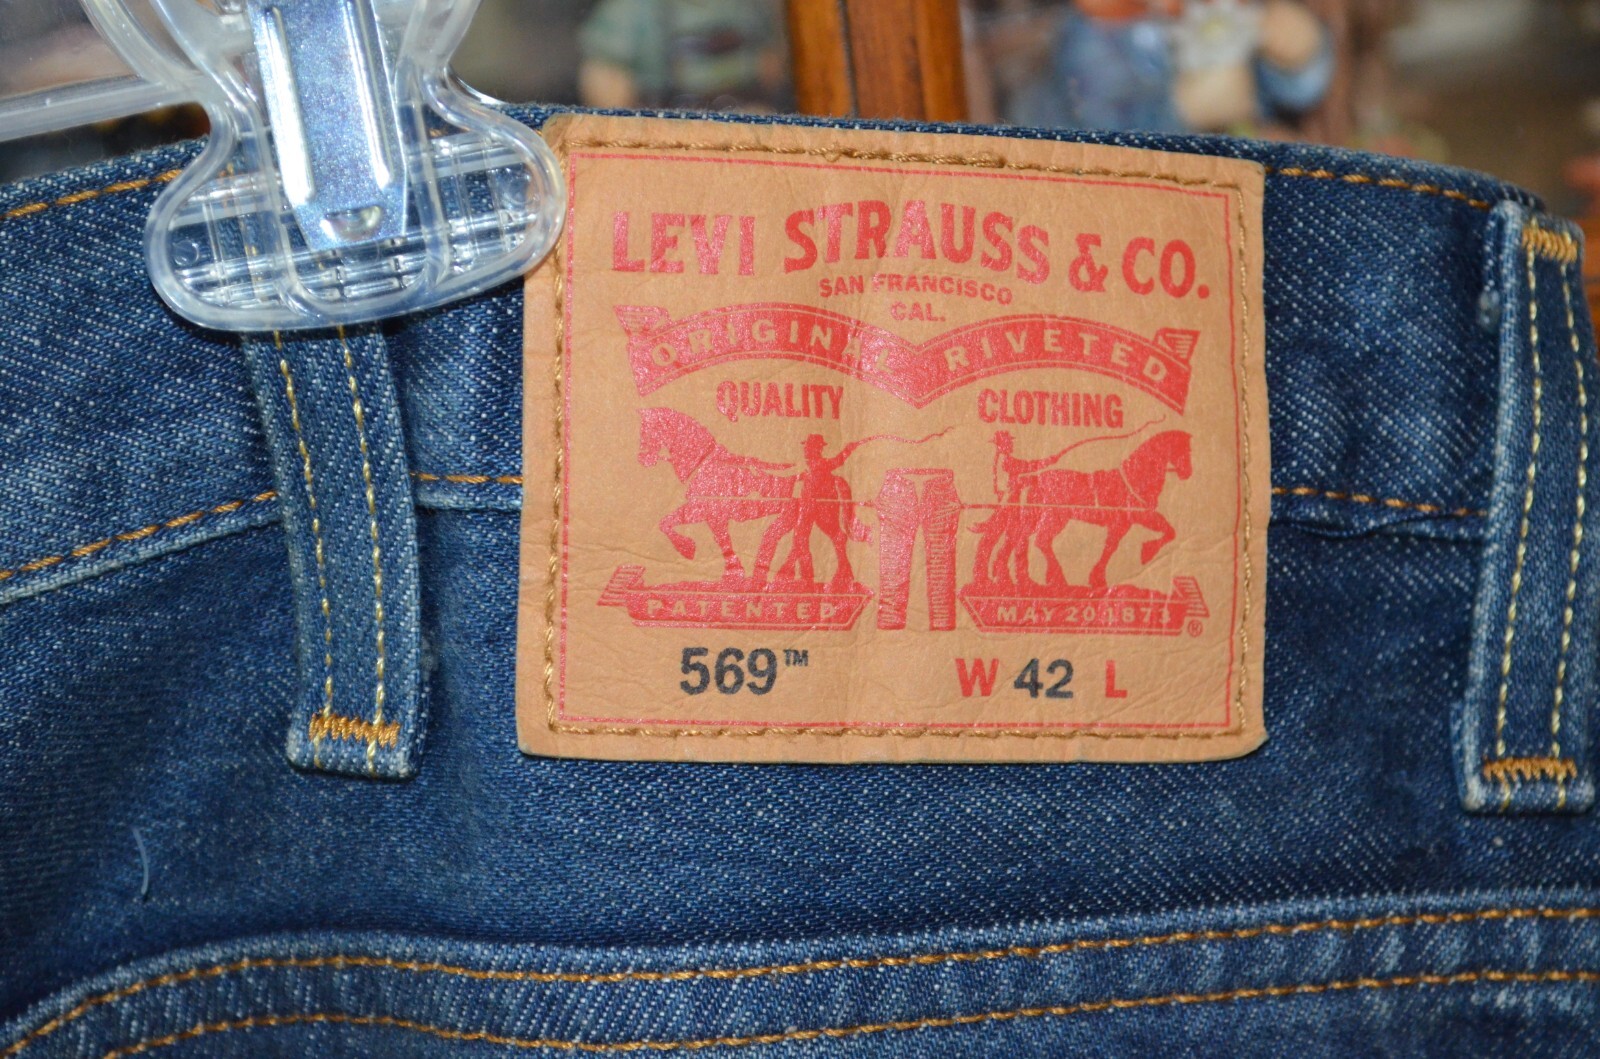 LEVI STRAUSS & CO.
SAN FRANCISCO
CAL.
ORIGINAL RIVETED
QUALITY CLOTHING
PATENTED MAY 20 1873 ®
569™ W 42 L